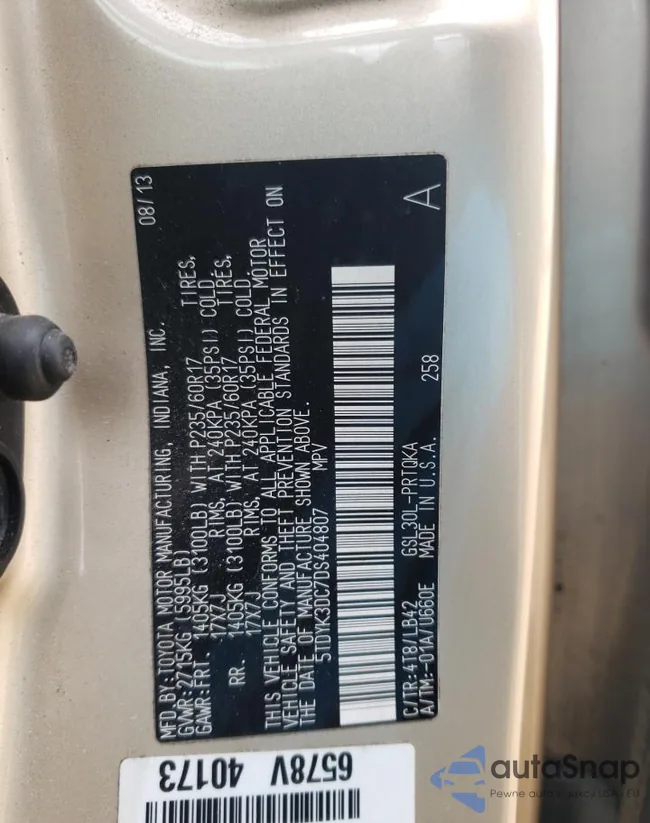 MFD.BY:TOYOTA MOTOR MANUFACTURING, INDIANA, INC. 08/13
GVWR:2715KG (5995LB)
GAWR:FRT. 1405KG (3100LB) WITH P235/60R17 TIRES,
17X7J RIMS, AT 240KPA (35PSI) COLD.
RR. 1405KG (3100LB) WITH P235/60R17 TIRES,
17X7J RIMS, AT 240KPA (35PSI) COLD.
THIS VEHICLE CONFORMS TO ALL APPLICABLE FEDERAL MOTOR
VEHICLE SAFETY AND THEFT PREVENTION STANDARDS IN EFFECT ON
THE DATE OF MANUFACTURE SHOWN ABOVE.
5TDYK3DC7DS404807 MPV
C/TR:4T8/LB42 GSL30L-PRTQKA 258
A/TM:-01A/U660E MADE IN U.S.A.
A
6578V
40173
autoSnap